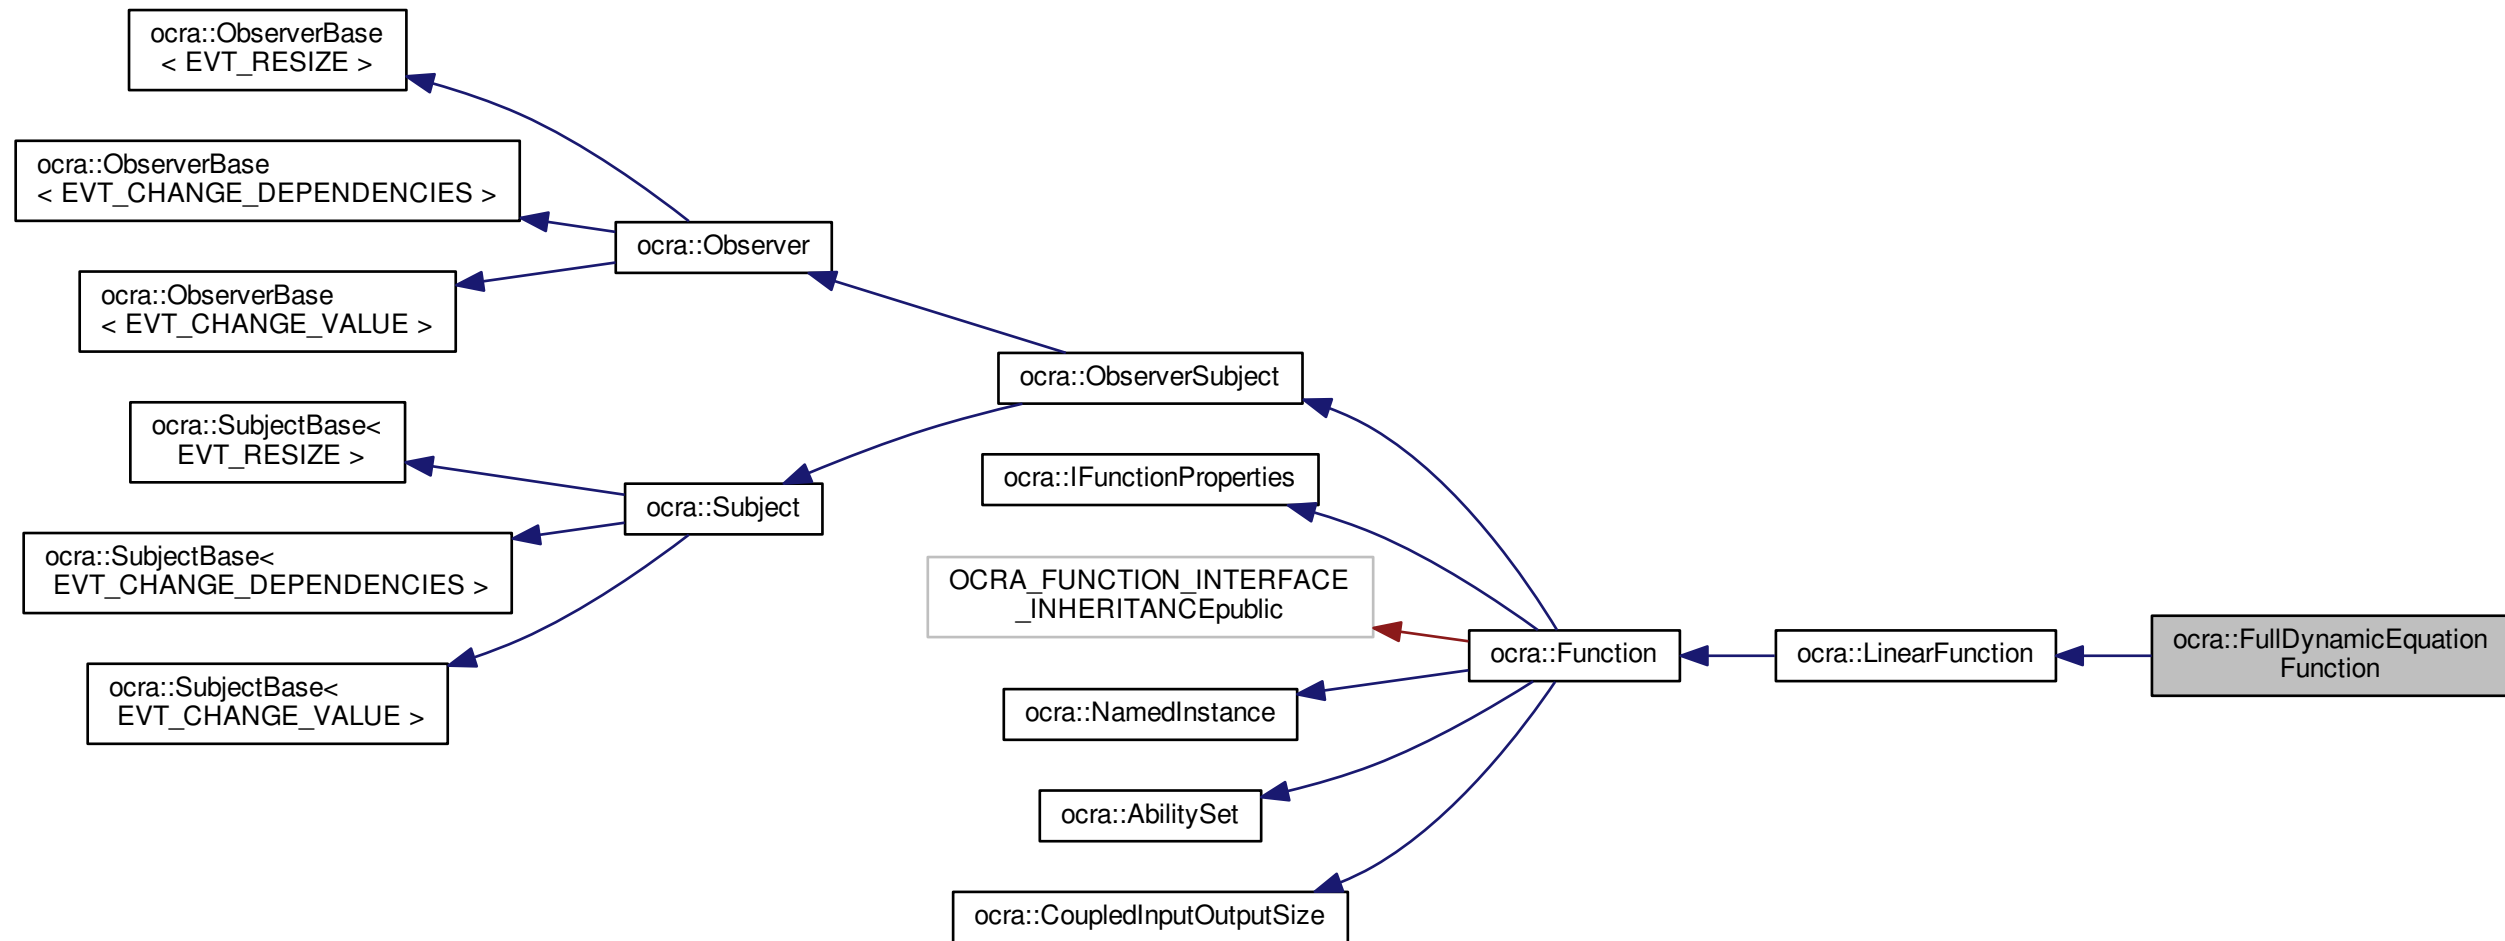 ocra::ObserverBase
< EVT_RESIZE >
ocra::ObserverBase
< EVT_CHANGE_DEPENDENCIES >
ocra::ObserverBase
< EVT_CHANGE_VALUE >
ocra::SubjectBase<
EVT_RESIZE >
ocra::SubjectBase<
EVT_CHANGE_DEPENDENCIES >
ocra::SubjectBase<
EVT_CHANGE_VALUE >
ocra::Observer
ocra::Subject
ocra::ObserverSubject
ocra::IFunctionProperties
OCRA_FUNCTION_INTERFACE
_INHERITANCEpublic
ocra::NamedInstance
ocra::AbilitySet
ocra::CoupledInputOutputSize
ocra::Function
ocra::LinearFunction
ocra::FullDynamicEquation
Function